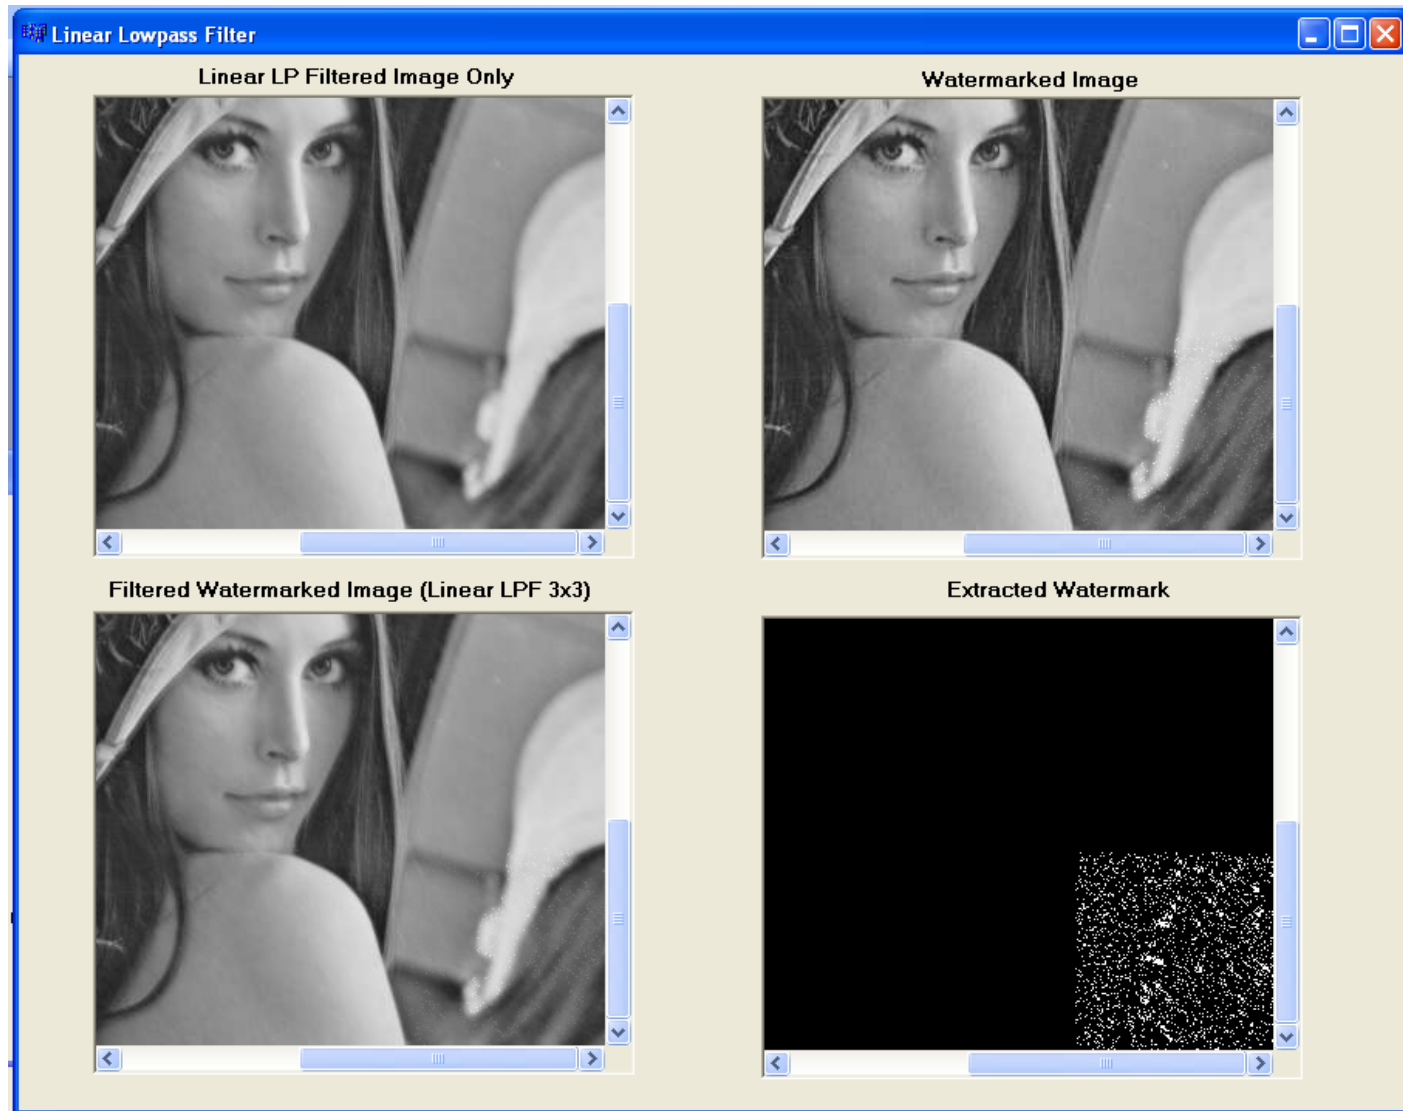 Linear Lowpass Filter
Linear LP Filtered Image Only
Watermarked Image
Filtered Watermarked Image (Linear LPF 3x3)
Extracted Watermark